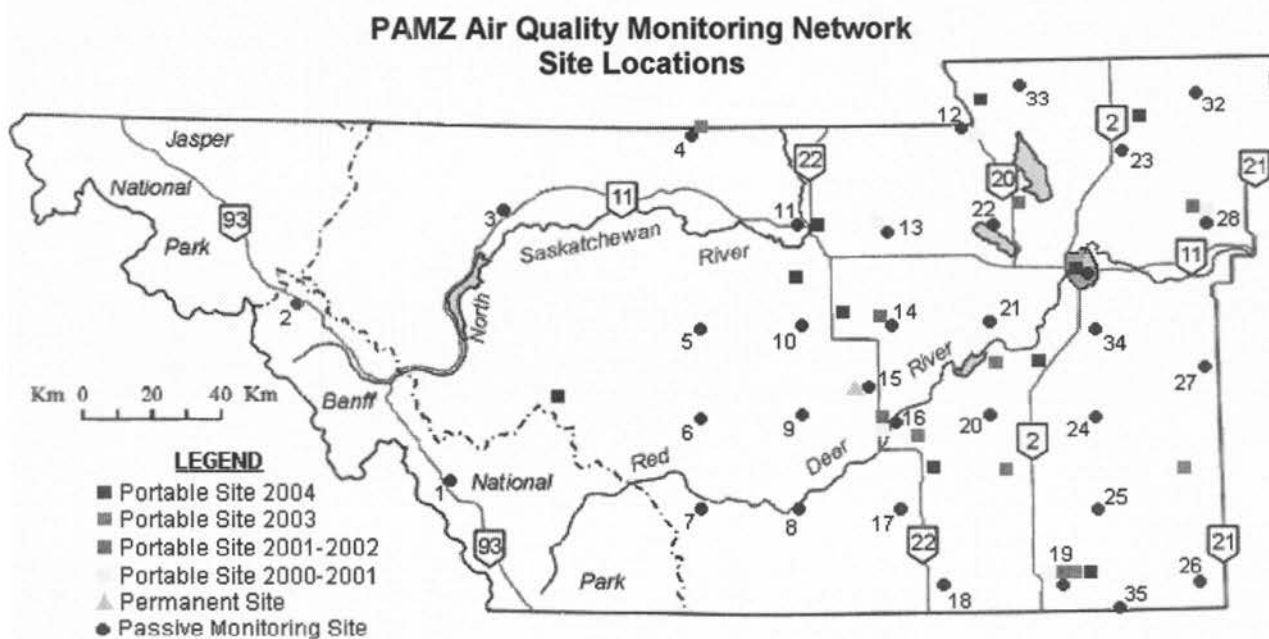 PAMZ Air Quality Monitoring Network
Site Locations
33
32
12
2
4
23
Jasper
22
21
National
20
11
3
11
22
28
93
13
Park
Saskatchewan
River
11
2
North
14
21
5
10
34
River
27
Km 0 20 40 Km
Banff
15
16
6
9
20
24
Deer
2
LEGEND
Red
Portable Site 2004
1
National
Portable Site 2003
7
8
17
25
Portable Site 2001-2002
93
22
21
Portable Site 2000-2001
19
Park
26
Permanent Site
18
35
Passive Monitoring Site